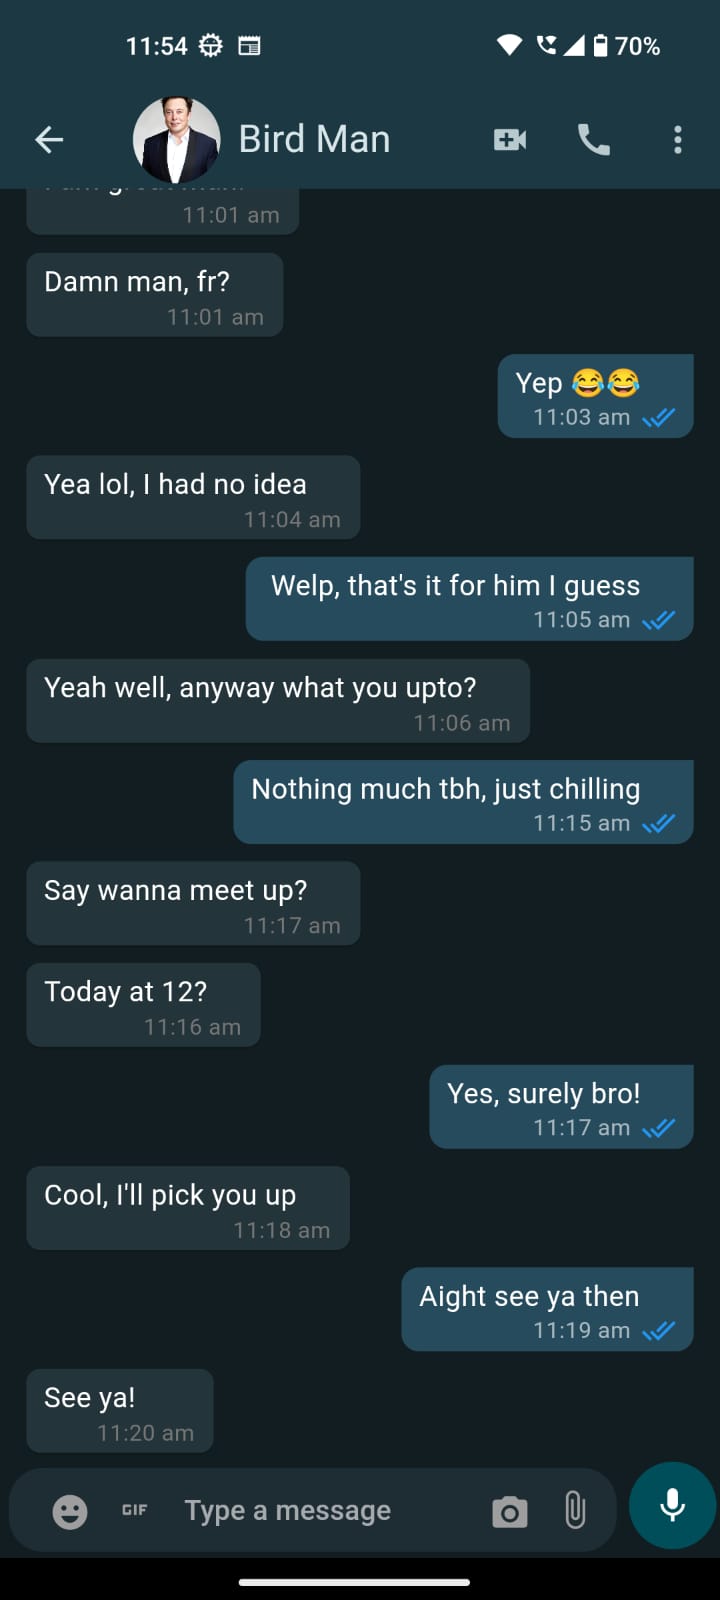 11:54
70%
Bird Man
11:01 am
Damn man, fr?
11:01 am
Yep 😂😂
11:03 am
Yea lol, I had no idea
11:04 am
Welp, that's it for him I guess
11:05 am
Yeah well, anyway what you upto?
11:06 am
Nothing much tbh, just chilling
11:15 am
Say wanna meet up?
11:17 am
Today at 12?
11:16 am
Yes, surely bro!
11:17 am
Cool, I'll pick you up
11:18 am
Aight see ya then
11:19 am
See ya!
11:20 am
GIF Type a message